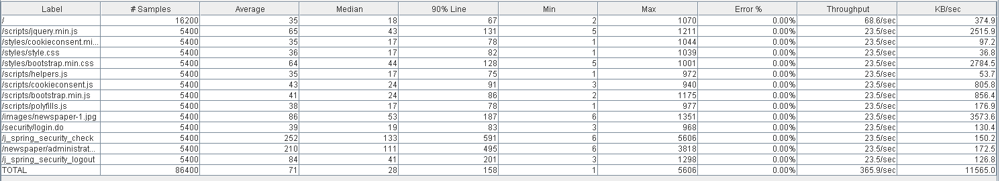 Label # Samples Average Median 90% Line Min Max Error % Throughput KB/sec
/ 16200 35 18 67 2 1070 0.00% 68.6/sec 374.9
/scripts/jquery.min.js 5400 65 43 131 5 1211 0.00% 23.5/sec 2515.9
/styles/cookieconsent.mi... 5400 35 17 78 1 1044 0.00% 23.5/sec 97.2
/styles/style.css 5400 36 17 82 1 1039 0.00% 23.5/sec 36.8
/styles/bootstrap.min.css 5400 64 44 128 5 1001 0.00% 23.5/sec 2784.5
/scripts/helpers.js 5400 35 17 75 1 972 0.00% 23.5/sec 53.7
/scripts/cookieconsent.js 5400 43 24 91 3 940 0.00% 23.5/sec 805.8
/scripts/bootstrap.min.js 5400 41 24 86 2 1175 0.00% 23.5/sec 856.4
/scripts/polyfills.js 5400 38 17 78 1 977 0.00% 23.5/sec 176.9
/images/newspaper-1.jpg 5400 86 53 187 6 1351 0.00% 23.5/sec 3573.6
/security/login.do 5400 39 19 83 3 968 0.00% 23.5/sec 130.4
/j_spring_security_check 5400 252 133 591 6 5606 0.00% 23.5/sec 150.2
/newspaper/administrat... 5400 210 111 495 6 3818 0.00% 23.5/sec 172.5
/j_spring_security_logout 5400 84 41 201 3 1298 0.00% 23.5/sec 126.8
TOTAL 86400 71 28 158 1 5606 0.00% 365.9/sec 11565.0